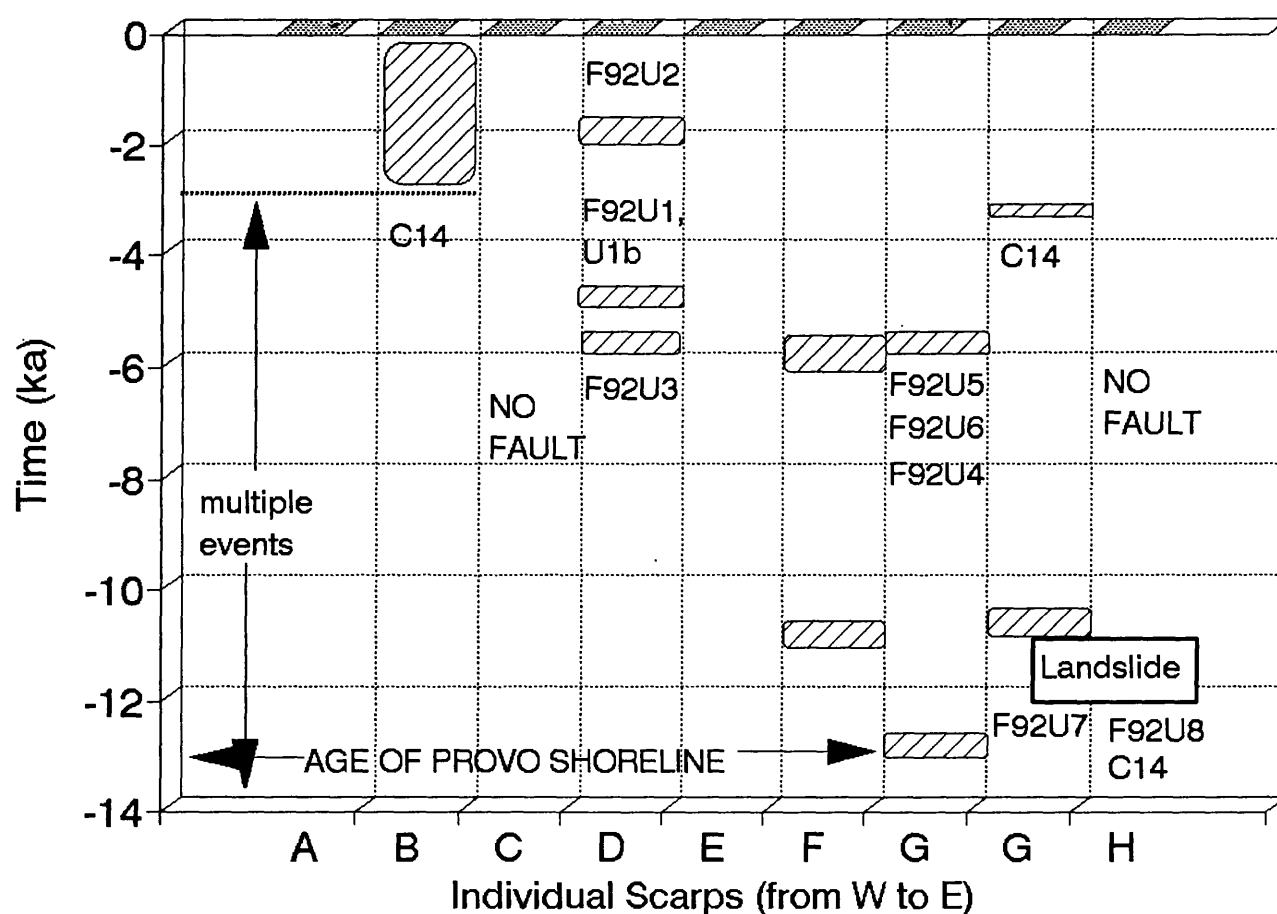 0
-2
-4
-6
-8
-10
-12
-14
Time (ka)
F92U2
F92U1,
U1b
C14
C14
F92U3
NO
FAULT
F92U5
F92U6
F92U4
NO
FAULT
multiple
events
Landslide
F92U7
F92U8
C14
AGE OF PROVO SHORELINE
A B C D E F G G H
Individual Scarps (from W to E)